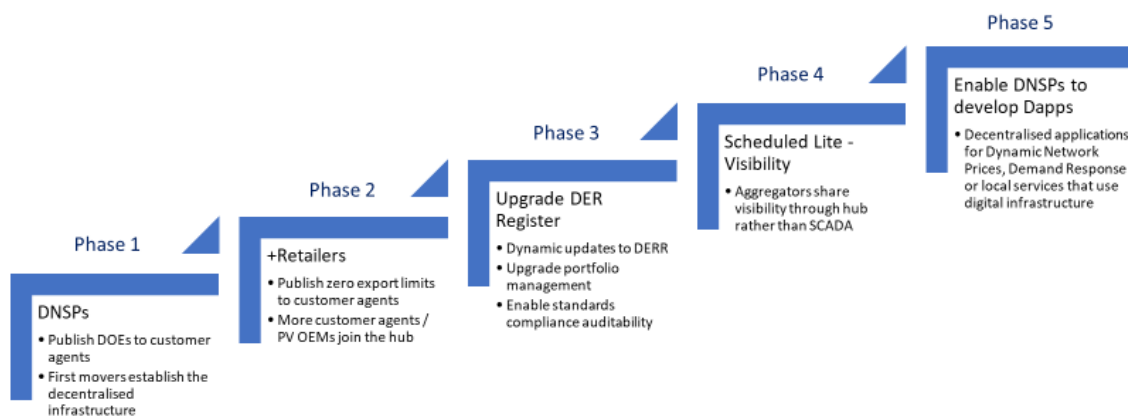 Phase 1
DNSPs
• Publish DOEs to customer
agents
• First movers establish the
decentralised
infrastructure
Phase 2
+Retailers
• Publish zero export limits
to customer agents
• More customer agents /
PV OEMs join the hub
Phase 3
Upgrade DER
Register
• Dynamic updates to DERR
• Upgrade portfolio
management
• Enable standards
compliance auditability
Phase 4
Scheduled Lite -
Visibility
• Aggregators share
visibility through hub
rather than SCADA
Phase 5
Enable DNSPs to
develop Dapps
• Decentralised applications
for Dynamic Network
Prices, Demand Response
or local services that use
digital infrastructure